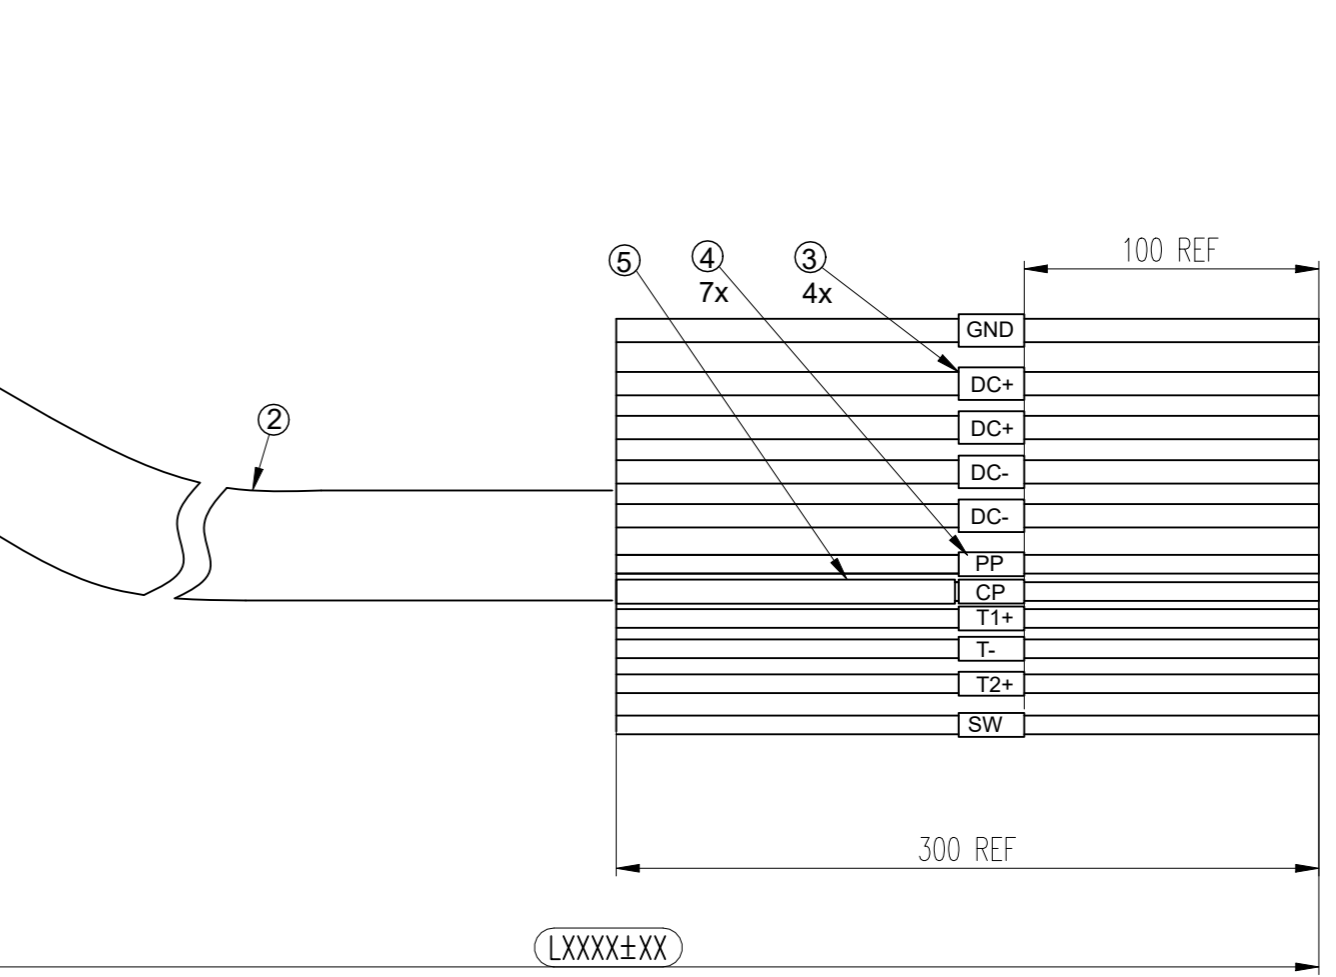 100 REF
5
4
3
7x
4x
GND
DC+
DC+
DC-
DC-
PP
CP
T1+
T-
T2+
SW
2
300 REF
LXXXX±XX